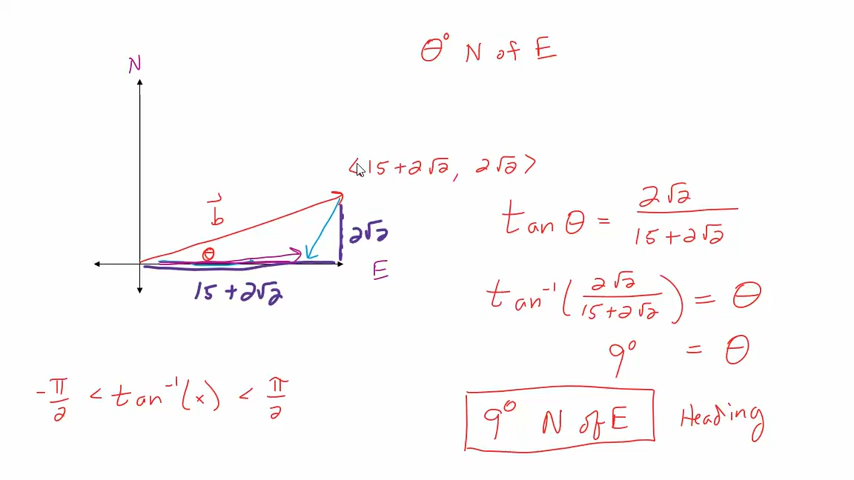 θ° N of E
N
<15 + 2√2, 2√2>
b
θ
2√2
E
15 + 2√2
tan θ = 2√2 / 15 + 2√2
tan⁻¹(2√2 / 15 + 2√2) = θ
9° = θ
-π/2 < tan⁻¹(x) < π/2
9° N of E Heading